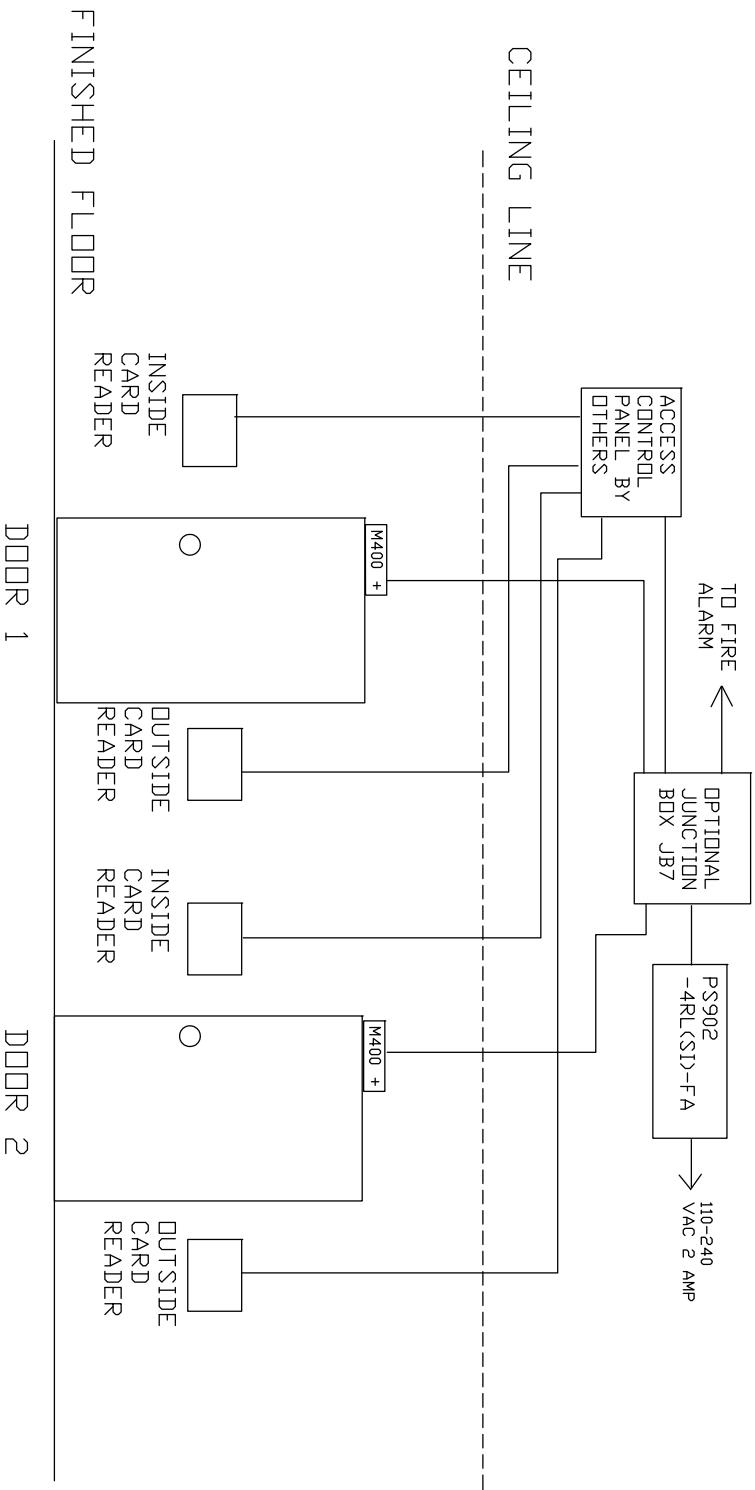 TO FIRE
ALARM
OPTIONAL
JUNCTION
BOX JB7
PS902
-4RL(SI)-FA
110-240
VAC 2 AMP
ACCESS
CONTROL
PANEL BY
OTHERS
CEILING LINE
M400 +
M400 +
INSIDE
CARD
READER
OUTSIDE
CARD
READER
INSIDE
CARD
READER
OUTSIDE
CARD
READER
FINISHED FLOOR
DOOR 1
DOOR 2